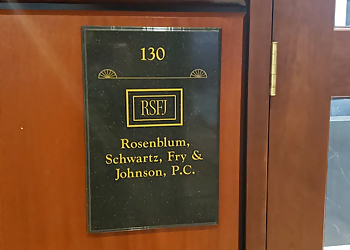 130
RSFJ
Rosenblum,
Schwartz, Fry &
Johnson, P.C.